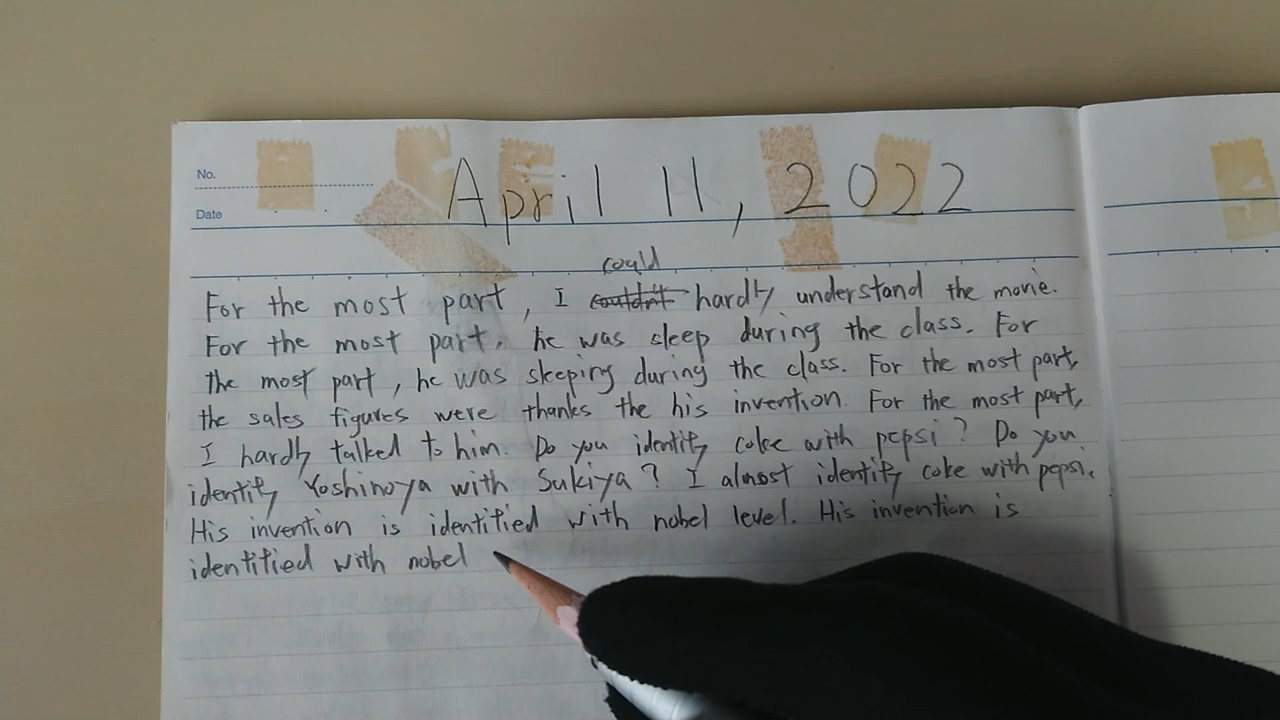 No.
April 11, 2022
Date
could
For the most part, I couldn't hardly understand the movie.
For the most part, he was sleep during the class. For
the most part, he was sleeping during the class. For the most part,
the sales figures were thanks the his invention For the most part,
I hardly talked to him. Do you identify coke with pepsi? Do you
identify Yoshinoya with Sukiya? I almost identify coke with pepsi.
His invention is identified with nobel level. His invention is
identified with nobel